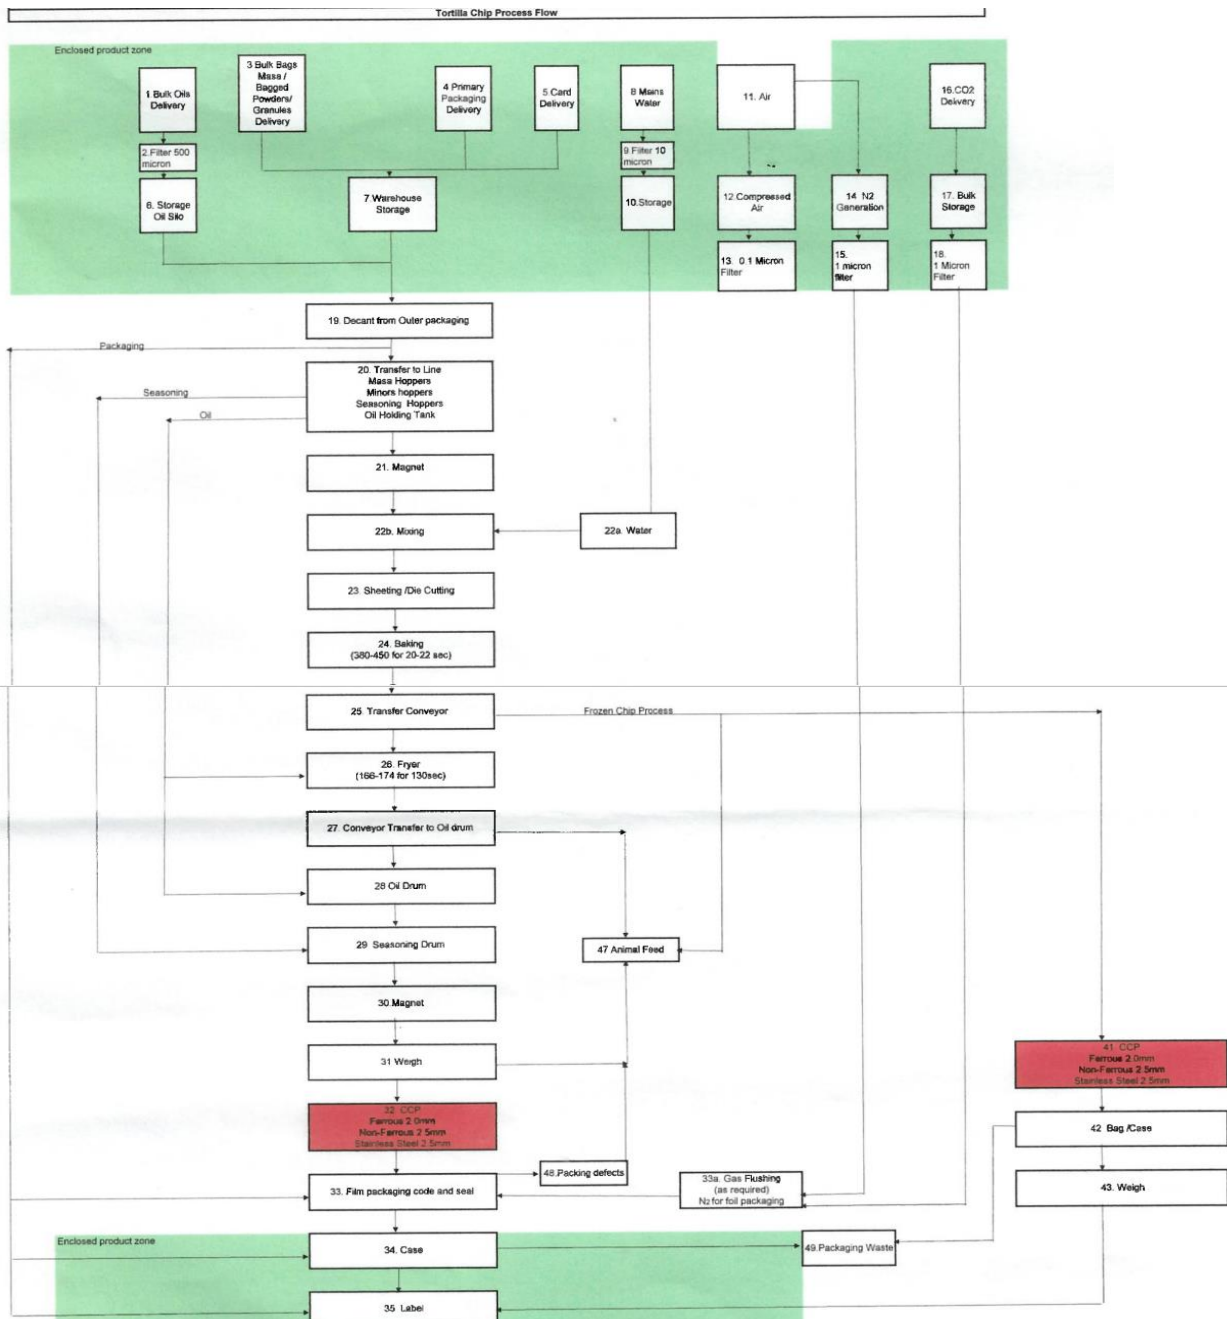 Tortilla Chip Process Flow
Enclosed product zone
1.Bulk Oils
Delivery
3.Bulk Bags
Masa /
Bagged
Powders/
Granules
Delivery
4 Primary
Packaging
Delivery
5.Card
Delivery
8 Mains
Water
11. Air
16.CO2
Delivery
2.Filter 500
micron
9.Filter 10
micron
6. Storage
Oil Silo
7.Warehouse
Storage
10.Storage
12.Compressed
Air
14 N2
Generation
17. Bulk
Storage
13. 0.1 Micron
Filter
15.
1 micron
filter
18.
1 Micron
Filter
19. Decant from Outer packaging
Packaging
20. Transfer to Line
Masa Hoppers
Minors hoppers
Seasoning Hoppers
Oil Holding Tank
Seasoning
Oil
21. Magnet
22b. Mixing
22a. Water
23. Sheeting /Die Cutting
24. Baking
(380-450 for 20-22 sec)
25. Transfer Conveyor
Frozen Chip Process
26. Fryer
(166-174 for 130sec)
27. Conveyor Transfer to Oil drum
28 Oil Drum
29 Seasoning Drum
47 Animal Feed
30.Magnet
31 Weigh
41. CCP
Ferrous 2.0mm
Non-Ferrous 2.5mm
Stainless Steel 2.5mm
32. CCP
Ferrous 2.0mm
Non-Ferrous 2.5mm
Stainless Steel 2.5mm
42 Bag /Case
48.Packing defects
33. Film packaging code and seal
33a. Gas Flushing
(as required)
N2 for foil packaging
43. Weigh
Enclosed product zone
34. Case
49.Packaging Waste
35 Label